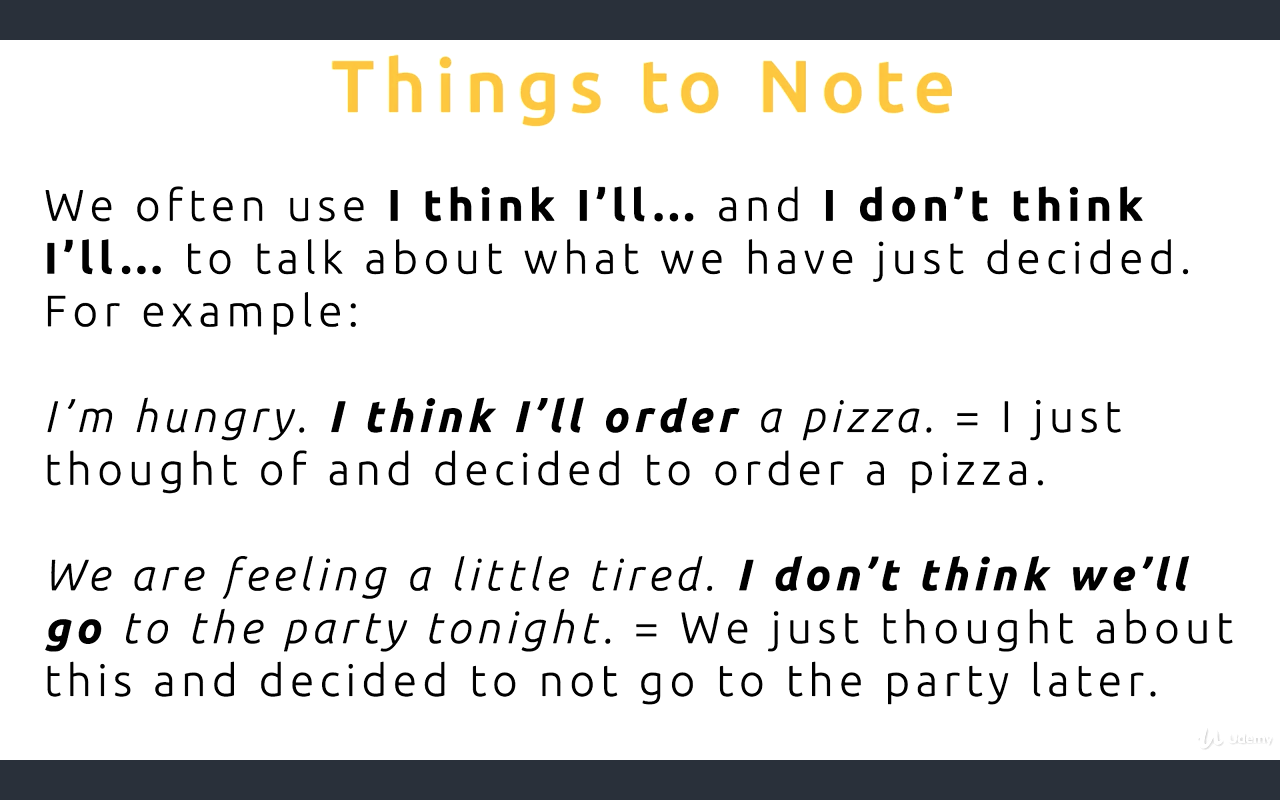 Things to Note
We often use I think I’ll... and I don’t think
I’ll... to talk about what we have just decided.
For example:
I’m hungry. I think I’ll order a pizza. = I just
thought of and decided to order a pizza.
We are feeling a little tired. I don’t think we’ll
go to the party tonight. = We just thought about
this and decided to not go to the party later.
Udemy